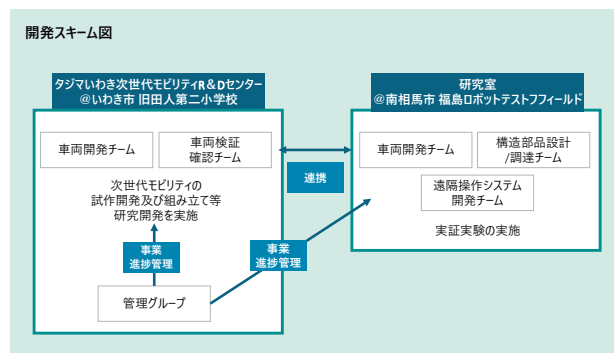 開発スキーム図
タジマいわき次世代モビリティR&Dセンター
@いわき市 旧田人第二小学校
車両開発チーム
車両検証
確認チーム
次世代モビリティの
試作開発及び組み立て等
研究開発を実施
事業
進捗管理
管理グループ
連携
事業
進捗管理
研究室
@南相馬市 福島ロボットテストフフィールド
車両開発チーム
構造部品設計
/調達チーム
遠隔操作システム
開発チーム
実証実験の実施